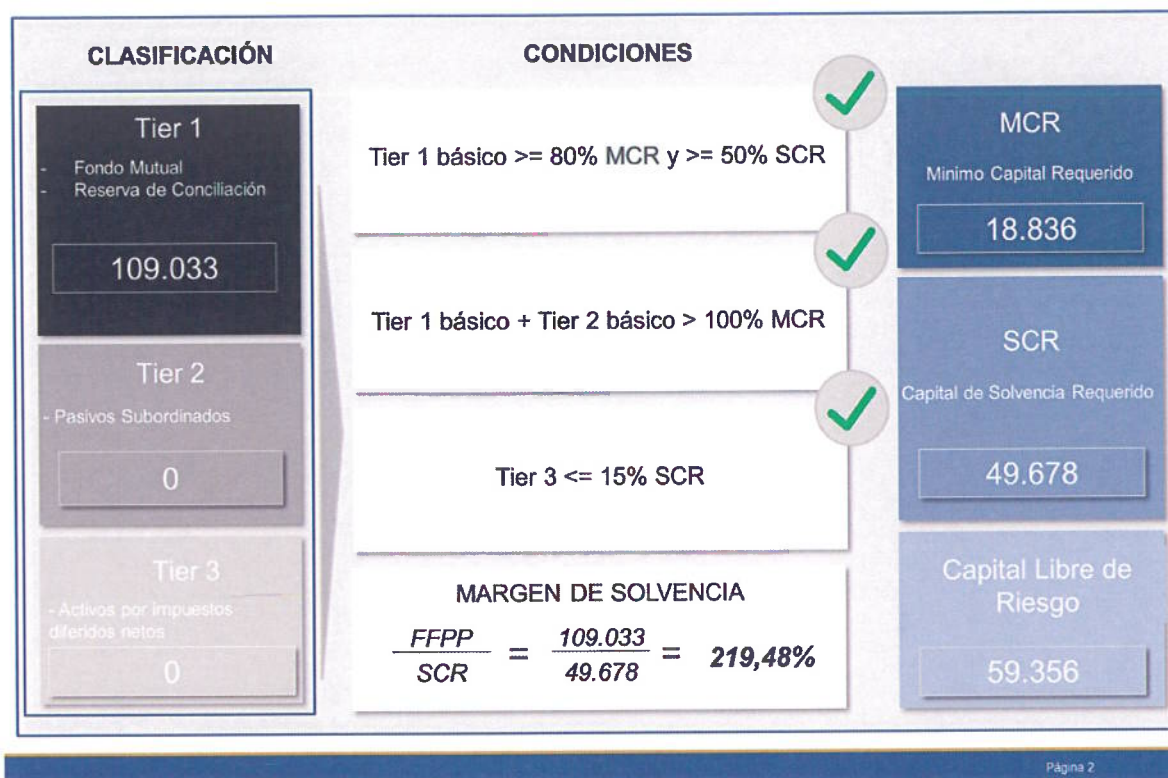 CLASIFICACIÓN
CONDICIONES
Tier 1
- Fondo Mutual
- Reserva de Conciliación
109.033
Tier 2
- Pasivos Subordinados
0
Tier 3
- Activos por impuestos
diferidos netos
0
Tier 1 básico >= 80% MCR y >= 50% SCR
Tier 1 básico + Tier 2 básico > 100% MCR
Tier 3 <= 15% SCR
MARGEN DE SOLVENCIA
FFPP / SCR = 109.033 / 49.678 = 219,48%
MCR
Minimo Capital Requerido
18.836
SCR
Capital de Solvencia Requerido
49.678
Capital Libre de
Riesgo
59.356
Página 2